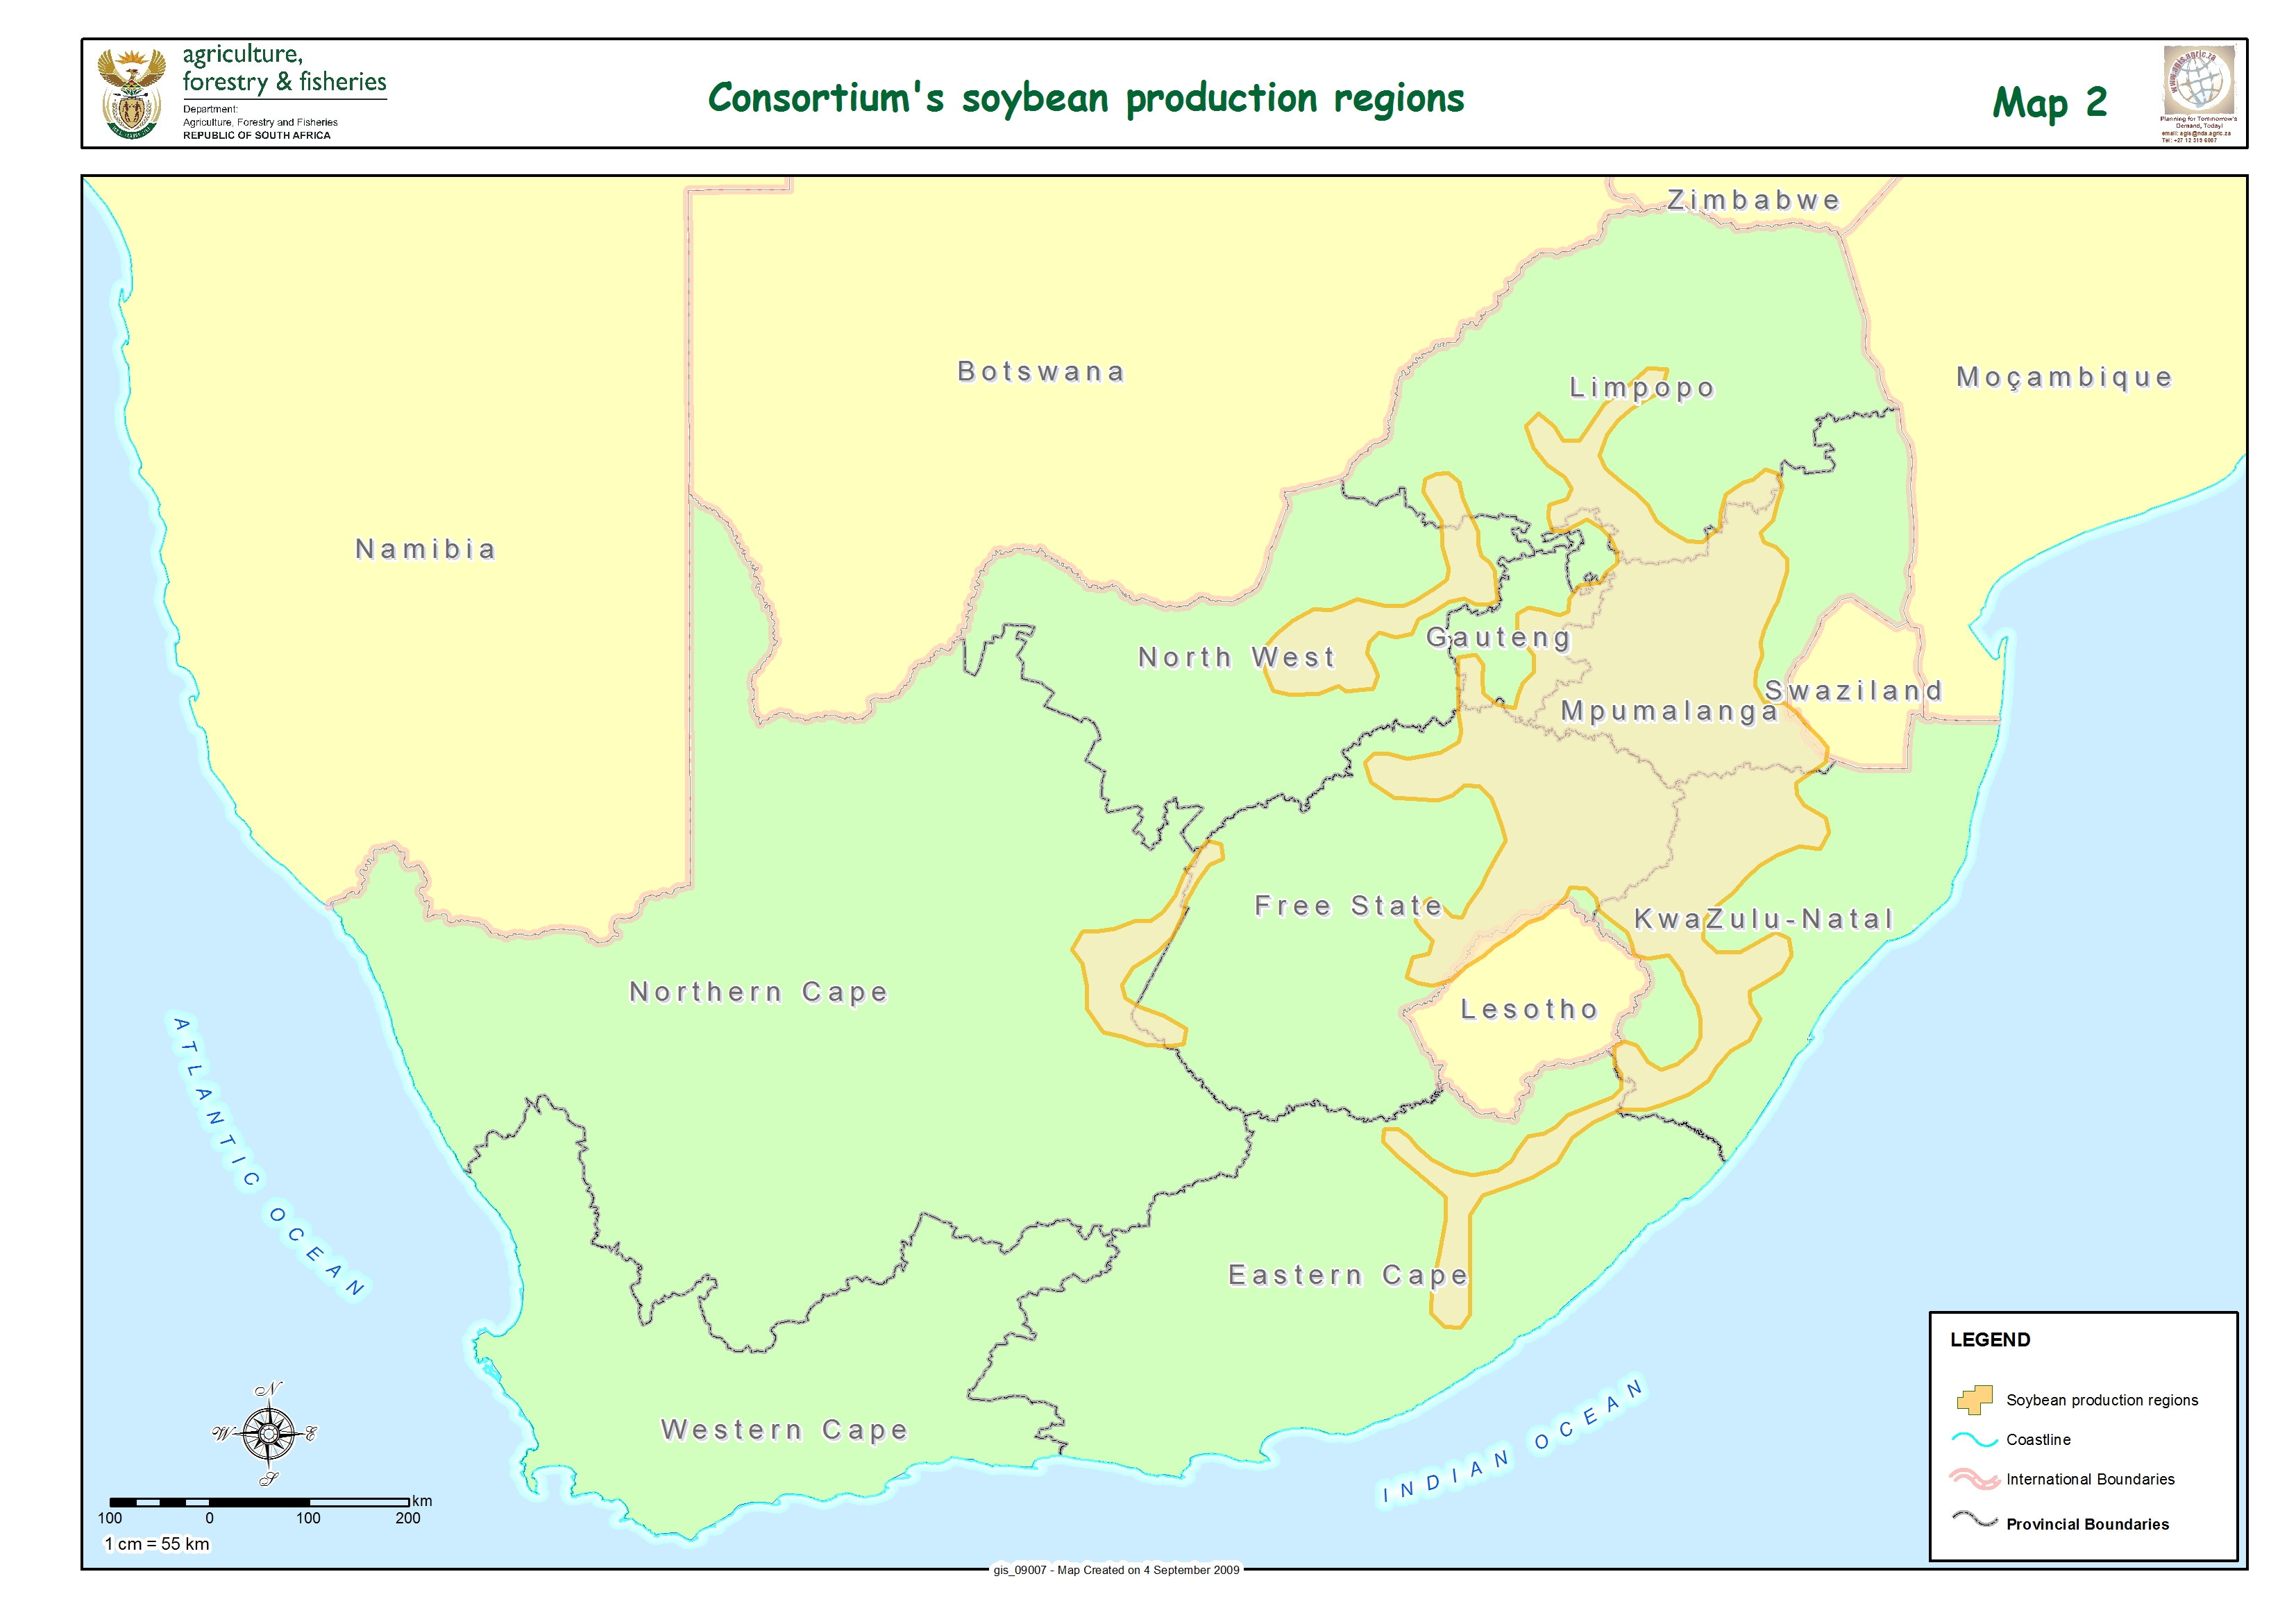 agriculture,
forestry & fisheries
Department:
Agriculture, Forestry and Fisheries
REPUBLIC OF SOUTH AFRICA
Consortium's soybean production regions
Map 2
www.agis.agric.za
Planning for Tommorow's
Demand, Today!
email: agis@nda.agric.za
Tel: +27 12 319 6007
Zimbabwe
Botswana
Limpopo
Moçambique
Namibia
North West
Gauteng
Swaziland
Mpumalanga
Free State
KwaZulu-Natal
Northern Cape
Lesotho
ATLANTIC OCEAN
Eastern Cape
Western Cape
INDIAN OCEAN
N
W
E
S
km
100 0 100 200
1 cm = 55 km
LEGEND
Soybean production regions
Coastline
International Boundaries
Provincial Boundaries
gis_09007 - Map Created on 4 September 2009